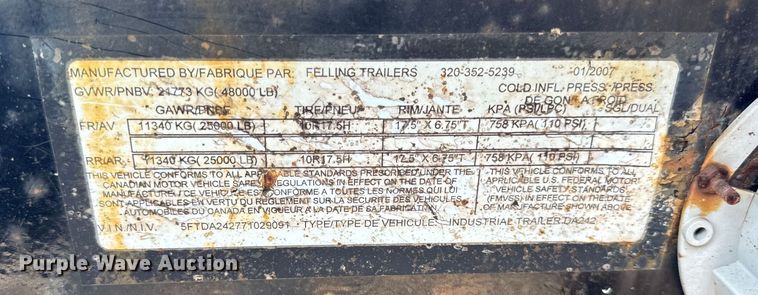 MANUFACTURED BY/FABRIQUE PAR: FELLING TRAILERS 320-352-5239 01/2007
GVWR/PNBV: 21773 KG( 48000 LB) COLD INFL. PRESS./PRESS.
DE GONF. A FROID
GAWR/PNBE TIRE/PNEU RIM/JANTE KPA (PSI/LPC) SGL/DUAL
FR/AV 11340 KG( 25000 LB) 10R17.5H 17.5" X 6.75"T 758 KPA( 110 PSI)
RR/AR 11340 KG( 25000 LB) 10R17.5H 17.5" X 6.75"T 758 KPA( 110 PSI)
THIS VEHICLE CONFORMS TO ALL APPLICABLE STANDARDS PRESCRIBED UNDER THE
CANADIAN MOTOR VEHICLE SAFETY REGULATIONS IN EFFECT ON THE DATE OF
MANUFACTURE / CE VEHICULE EST CONFORME A TOUTES LES NORMES QUI LUI
SONT APPLICABLES EN VERTU DU REGLEMENT SUR LA SECURITE DES VEHICULES
AUTOMOBILES DU CANADA EN VIGUEUR A LA DATE DE SA FABRICATION.
THIS VEHICLE CONFORMS TO ALL
APPLICABLE U.S. FEDERAL MOTOR
VEHICLE SAFETY STANDARDS
(FMVSS) IN EFFECT ON THE DATE
OF MANUFACTURE SHOWN ABOVE.
V.I.N./N.I.V. 5FTDA242771029091 TYPE/TYPE DE VEHICULE: INDUSTRIAL TRAILER DA242
Purple Wave Auction